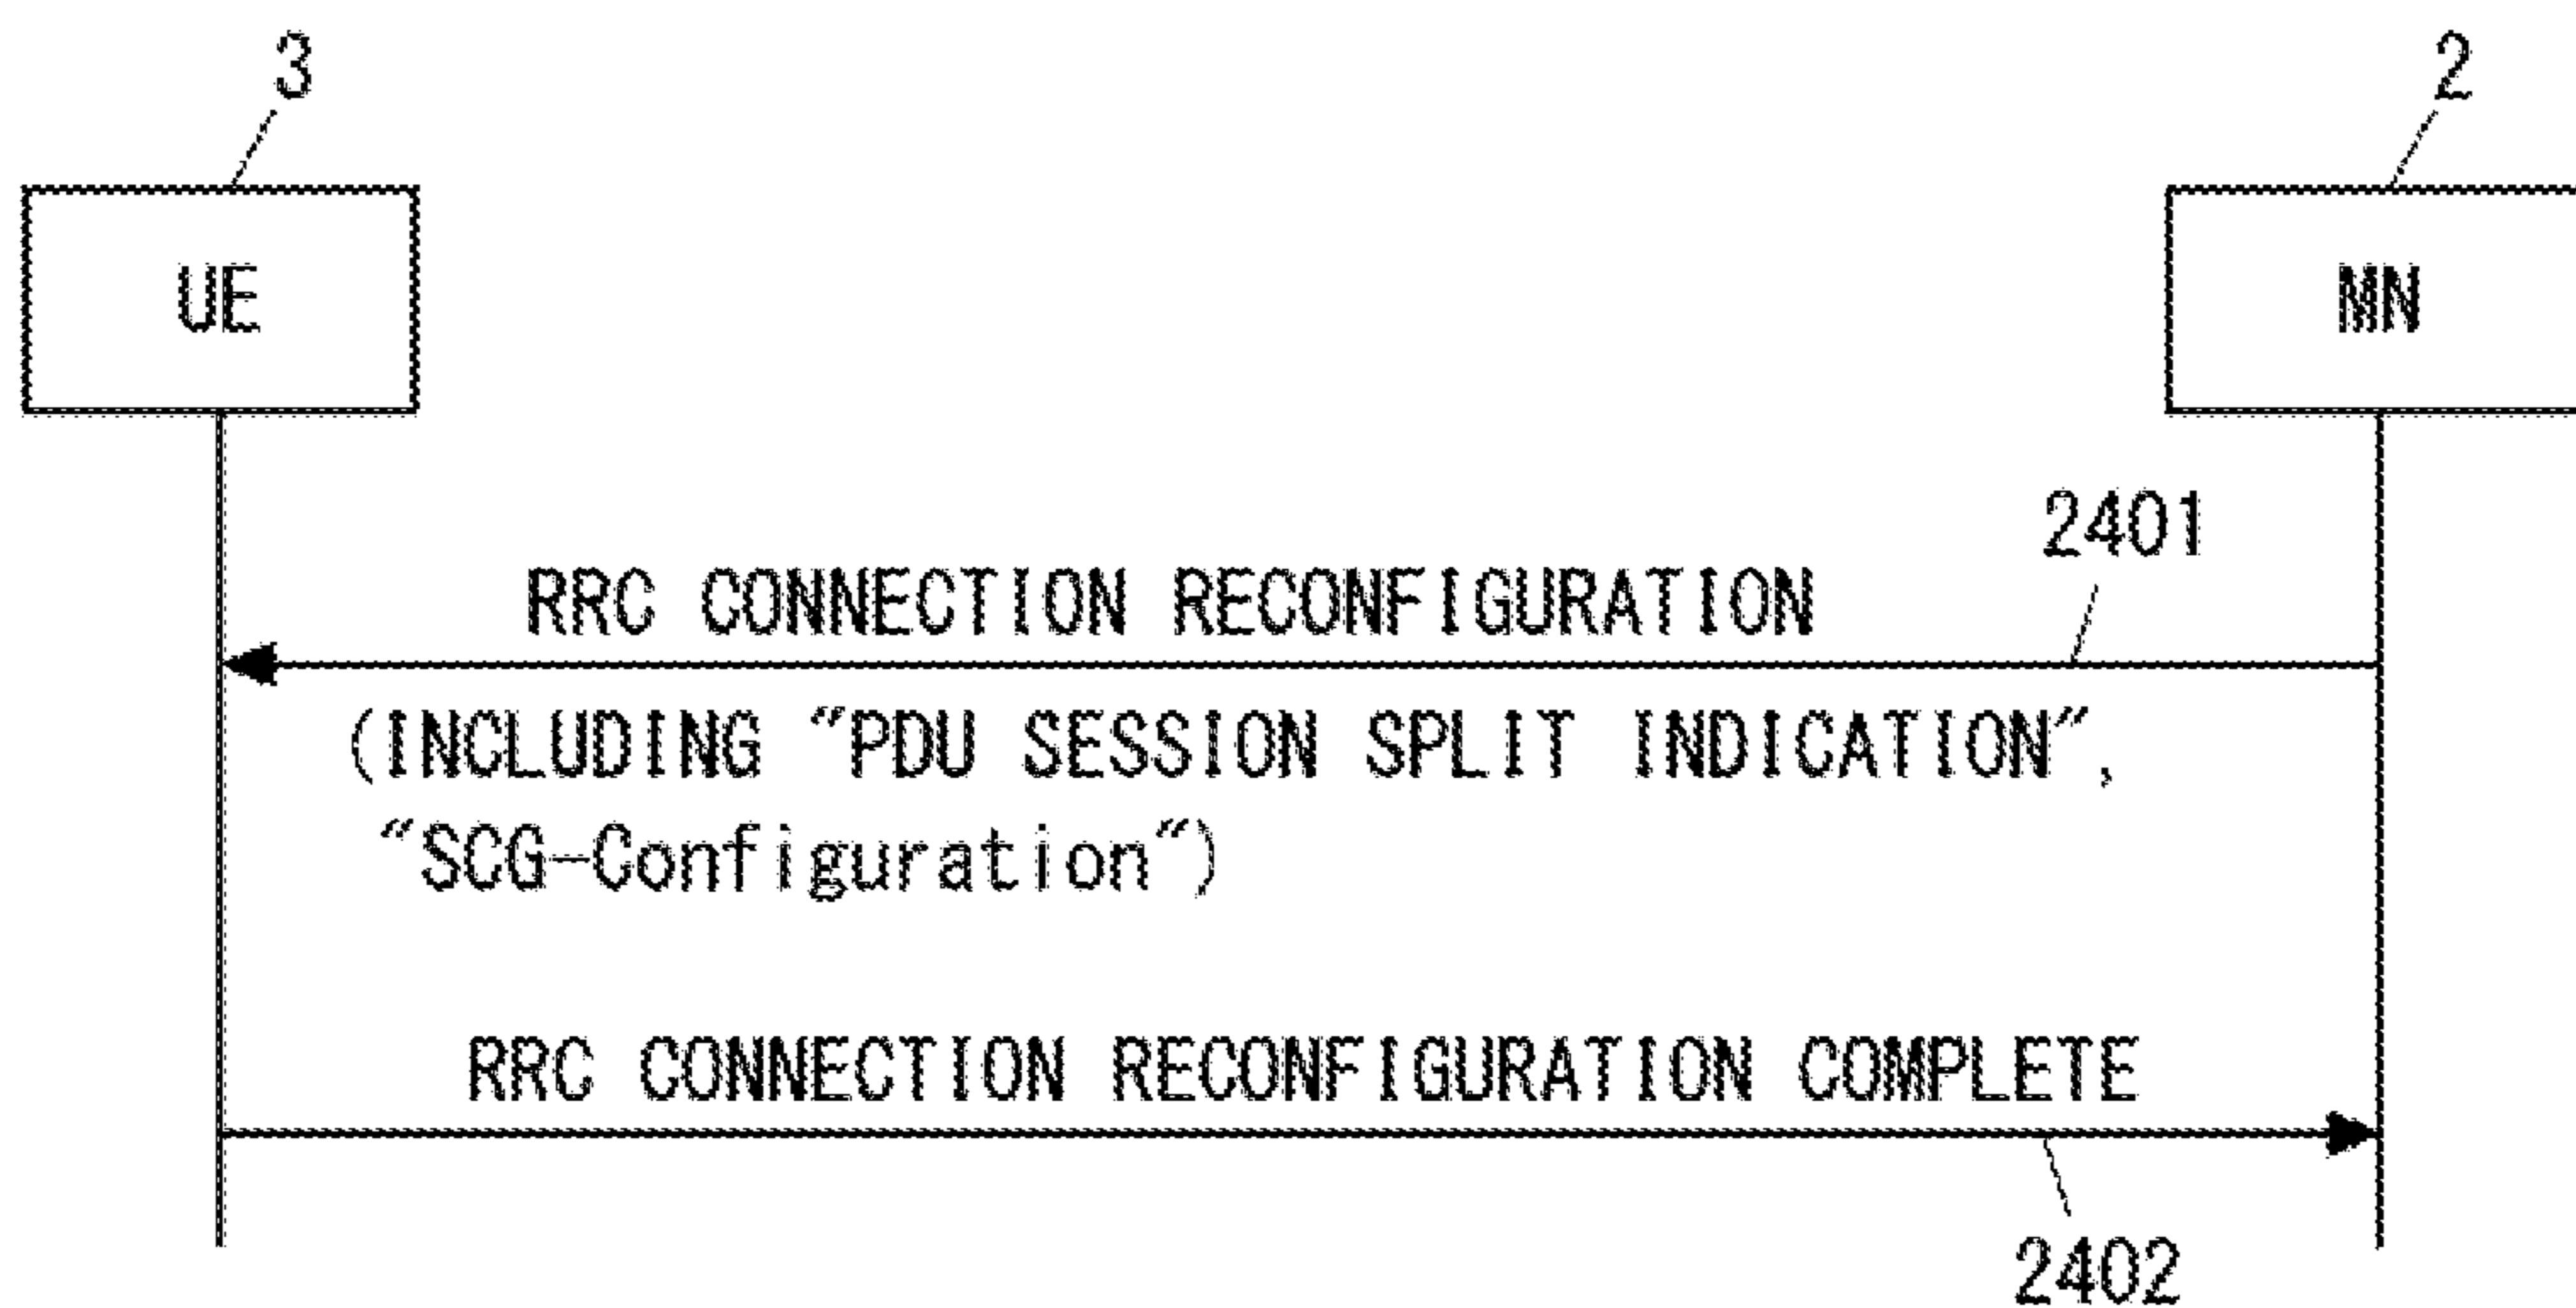 3
2
UE
MN
2401
RRC CONNECTION RECONFIGURATION
(INCLUDING "PDU SESSION SPLIT INDICATION",
"SCG-Configuration")
RRC CONNECTION RECONFIGURATION COMPLETE
2402